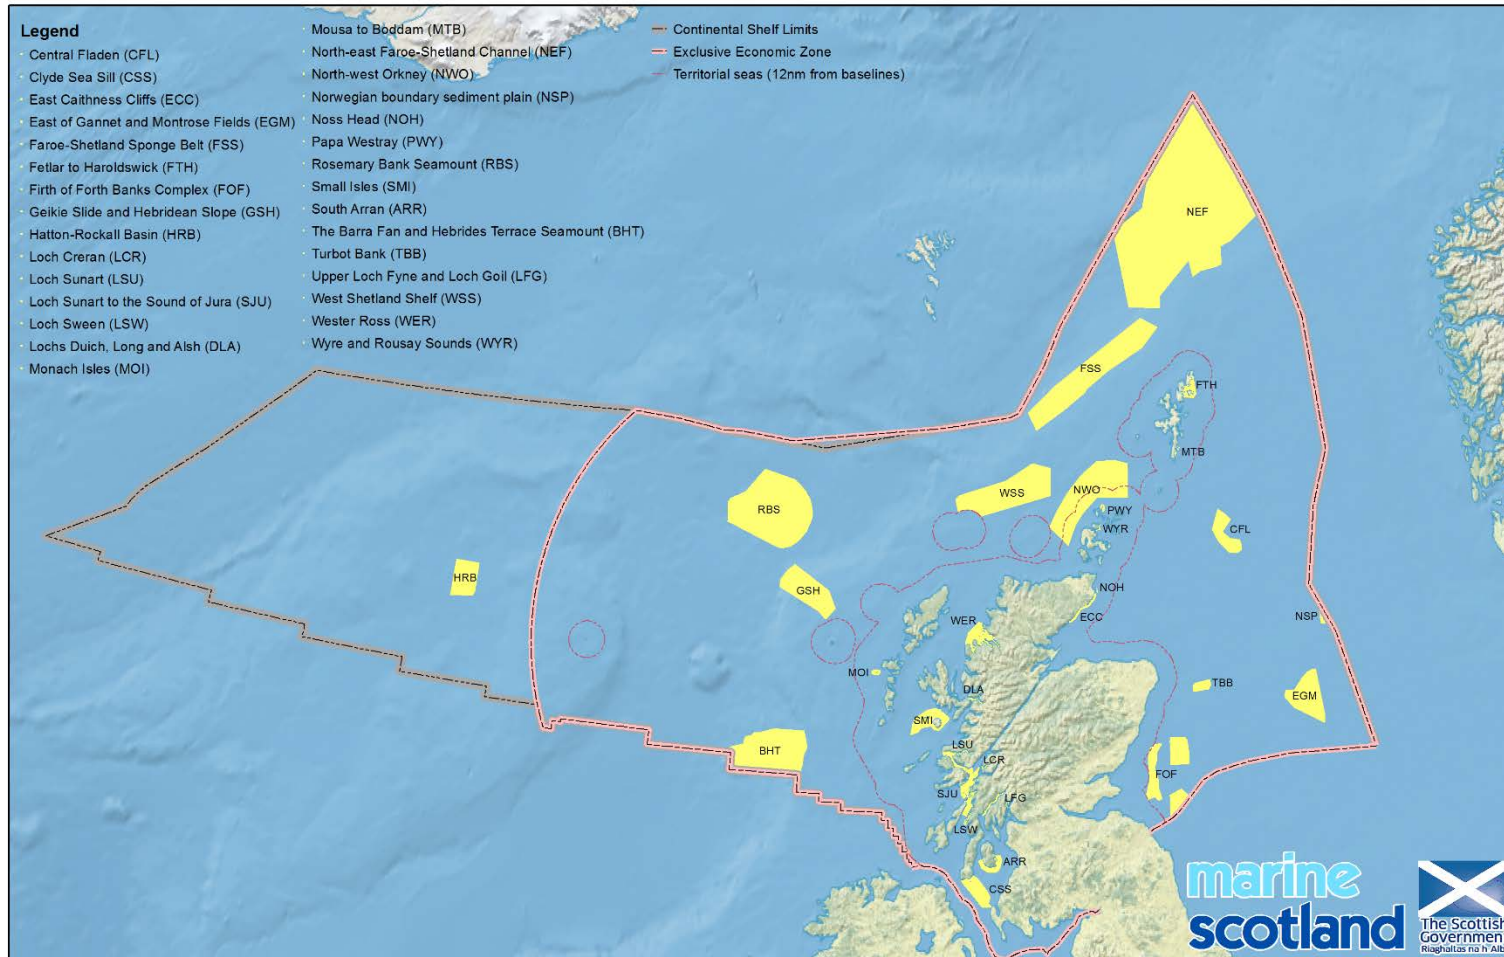 Legend
Central Fladen (CFL)
Clyde Sea Sill (CSS)
East Caithness Cliffs (ECC)
East of Gannet and Montrose Fields (EGM)
Faroe-Shetland Sponge Belt (FSS)
Fetlar to Haroldswick (FTH)
Firth of Forth Banks Complex (FOF)
Geikie Slide and Hebridean Slope (GSH)
Hatton-Rockall Basin (HRB)
Loch Creran (LCR)
Loch Sunart (LSU)
Loch Sunart to the Sound of Jura (SJU)
Loch Sween (LSW)
Lochs Duich, Long and Alsh (DLA)
Monach Isles (MOI)
Mousa to Boddam (MTB)
North-east Faroe-Shetland Channel (NEF)
North-west Orkney (NWO)
Norwegian boundary sediment plain (NSP)
Noss Head (NOH)
Papa Westray (PWY)
Rosemary Bank Seamount (RBS)
Small Isles (SMI)
South Arran (ARR)
The Barra Fan and Hebrides Terrace Seamount (BHT)
Turbot Bank (TBB)
Upper Loch Fyne and Loch Goil (LFG)
West Shetland Shelf (WSS)
Wester Ross (WER)
Wyre and Rousay Sounds (WYR)
Continental Shelf Limits
Exclusive Economic Zone
Territorial seas (12nm from baselines)
NEF
FSS
FTH
MTB
WSS
NWO
RBS
PWY
WYR
CFL
HRB
GSH
NOH
ECC
NSP
WER
MOI
DLA
TBB
EGM
SMI
BHT
LSU
LCR
FOF
SJU
LFG
LSW
ARR
CSS
marine
scotland
The Scottish
Government
Riaghaltas na h-Alb